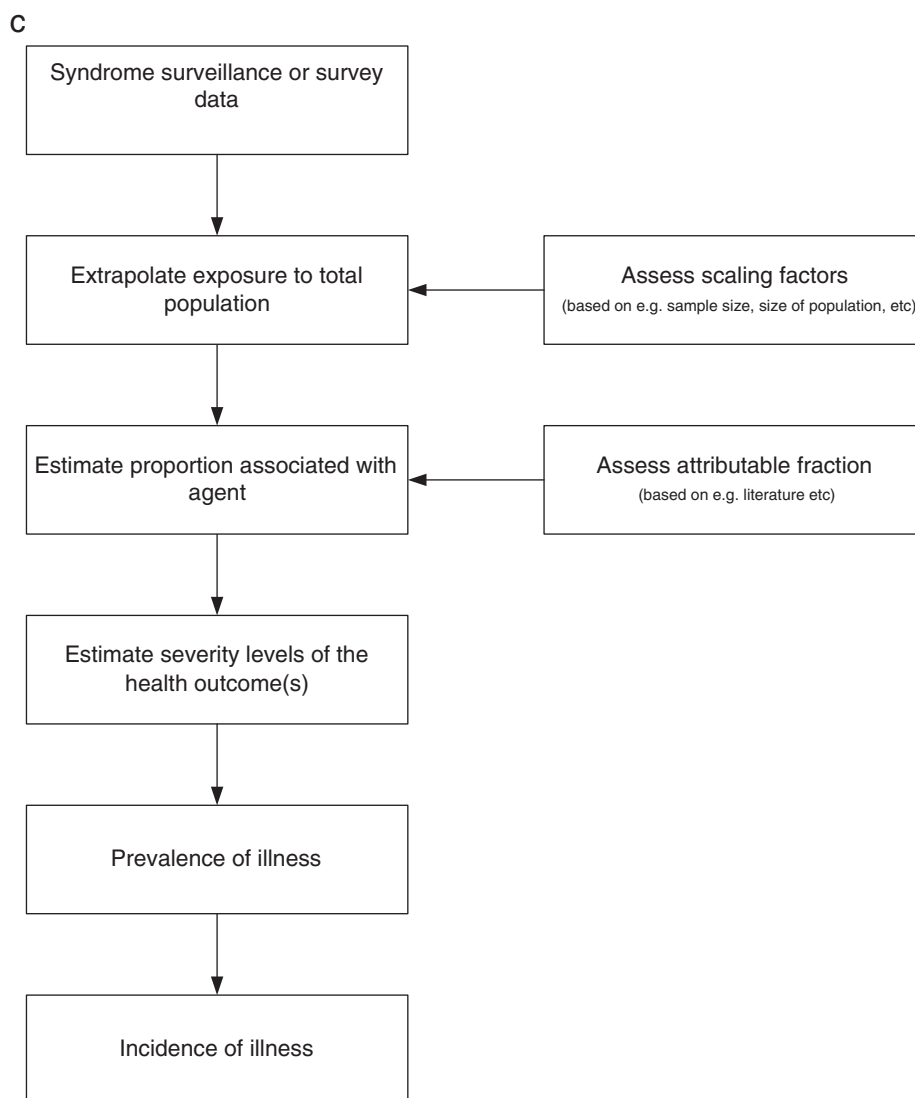 C
Syndrome surveillance or survey
data
Extrapolate exposure to total
population
Assess scaling factors
(based on e.g. sample size, size of population, etc)
Estimate proportion associated with
agent
Assess attributable fraction
(based on e.g. literature etc)
Estimate severity levels of the
health outcome(s)
Prevalence of illness
Incidence of illness